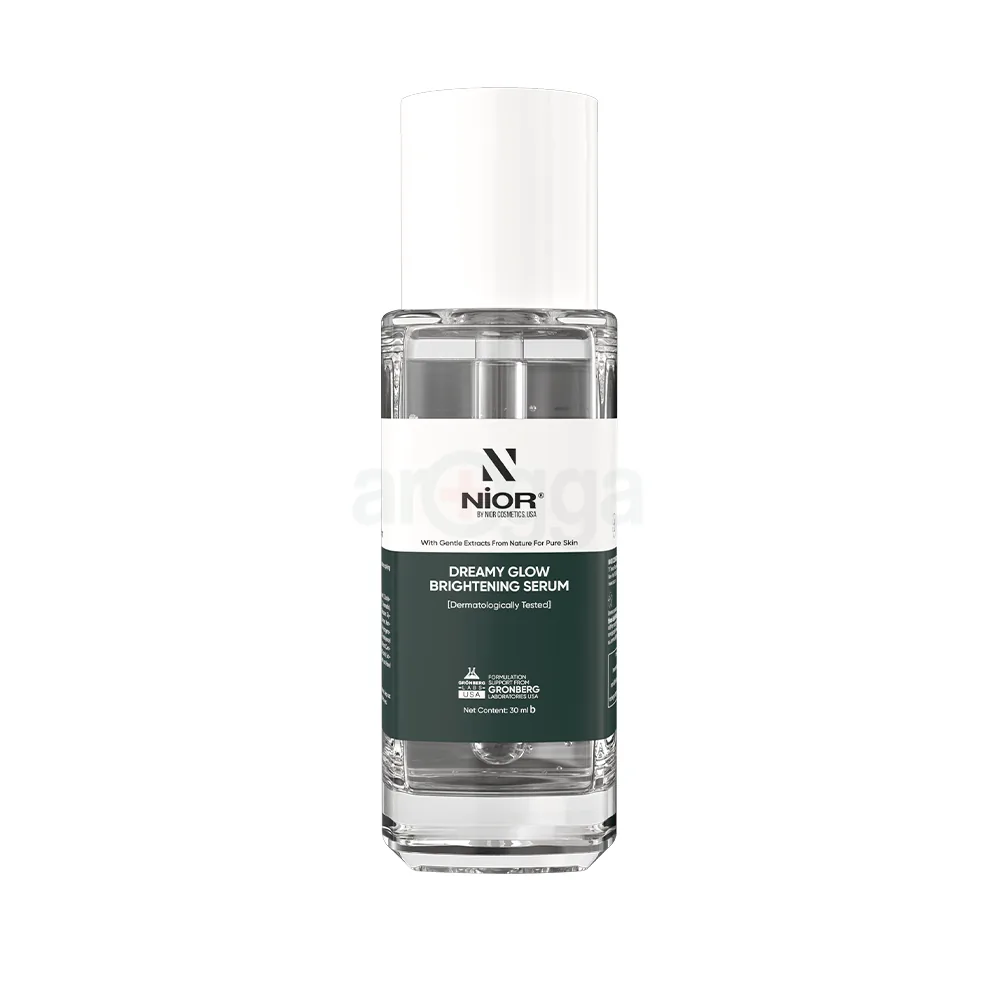 N
NiOR®
BY NIOR COSMETICS, USA
arogga
With Gentle Extracts From Nature For Pure Skin
DREAMY GLOW
BRIGHTENING SERUM
[Dermatologically Tested]
GRÖNBERG
LABS
USA
FORMULATION
SUPPORT FROM
GRONBERG
LABORATORIES USA
Net Content: 30 ml b